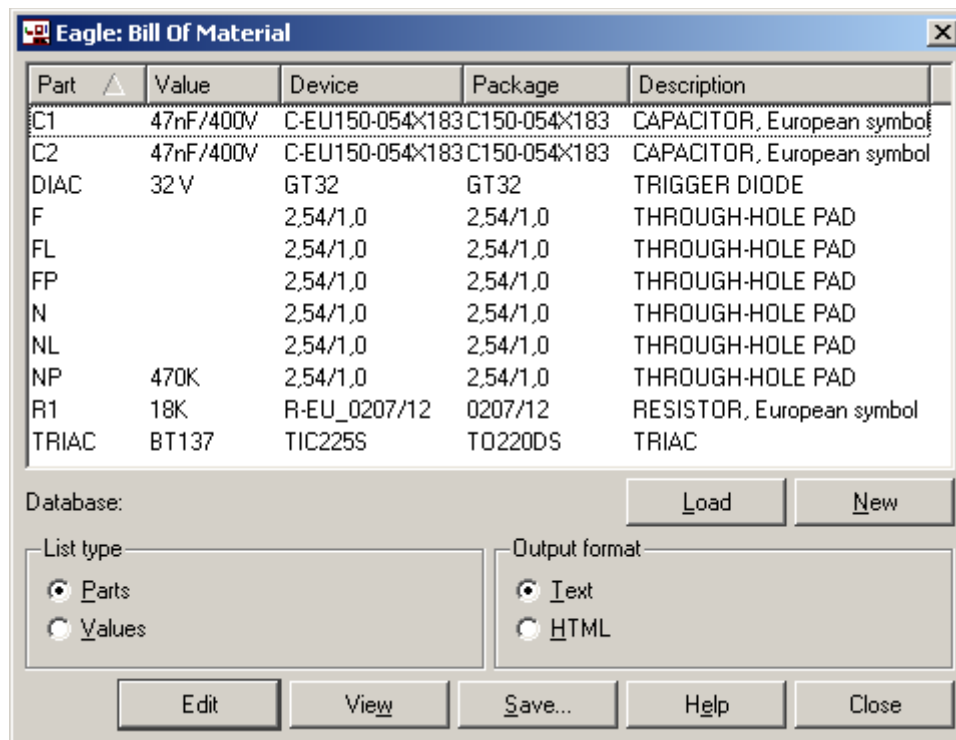 Eagle: Bill Of Material
Part Value Device Package Description
C1 47nF/400V C-EU150-054X183 C150-054X183 CAPACITOR, European symbol
C2 47nF/400V C-EU150-054X183 C150-054X183 CAPACITOR, European symbol
DIAC 32 V GT32 GT32 TRIGGER DIODE
F 2,54/1,0 2,54/1,0 THROUGH-HOLE PAD
FL 2,54/1,0 2,54/1,0 THROUGH-HOLE PAD
FP 2,54/1,0 2,54/1,0 THROUGH-HOLE PAD
N 2,54/1,0 2,54/1,0 THROUGH-HOLE PAD
NL 2,54/1,0 2,54/1,0 THROUGH-HOLE PAD
NP 470K 2,54/1,0 2,54/1,0 THROUGH-HOLE PAD
R1 18K R-EU_0207/12 0207/12 RESISTOR, European symbol
TRIAC BT137 TIC225S TO220DS TRIAC
Database: Load New
List type Output format
Parts Text
Values HTML
Edit View Save... Help Close